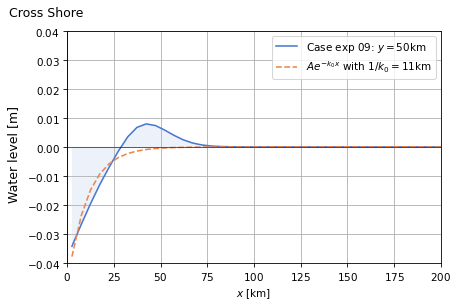 Cross Shore
Water level [m]
0.04
0.03
0.02
0.01
0.00
−0.01
−0.02
−0.03
−0.04
Case exp 09: y = 50km
Ae^{−k₀x} with 1/k₀ = 11km
0 25 50 75 100 125 150 175 200
x [km]